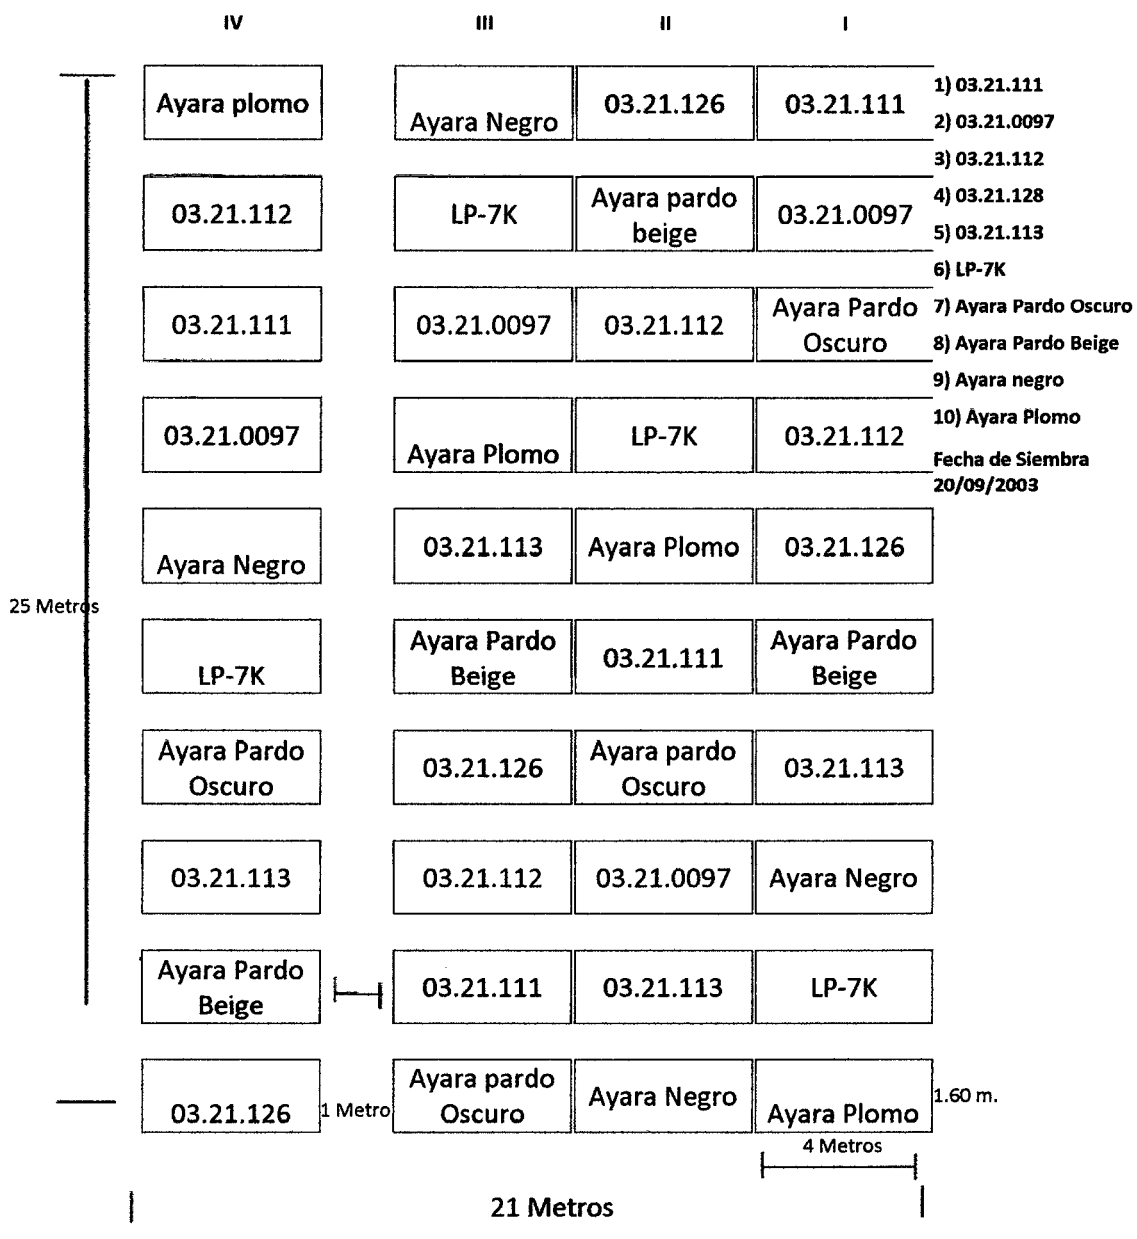 IV
III
II
I
Ayara plomo
Ayara Negro
03.21.126
03.21.111
03.21.112
LP-7K
Ayara pardo
beige
03.21.0097
03.21.111
03.21.0097
03.21.112
Ayara Pardo
Oscuro
03.21.0097
Ayara Plomo
LP-7K
03.21.112
Ayara Negro
03.21.113
Ayara Plomo
03.21.126
LP-7K
Ayara Pardo
Beige
03.21.111
Ayara Pardo
Beige
Ayara Pardo
Oscuro
03.21.126
Ayara pardo
Oscuro
03.21.113
03.21.113
03.21.112
03.21.0097
Ayara Negro
Ayara Pardo
Beige
03.21.111
03.21.113
LP-7K
03.21.126
Ayara pardo
Oscuro
Ayara Negro
Ayara Plomo
1) 03.21.111
2) 03.21.0097
3) 03.21.112
4) 03.21.128
5) 03.21.113
6) LP-7K
7) Ayara Pardo Oscuro
8) Ayara Pardo Beige
9) Ayara negro
10) Ayara Plomo
Fecha de Siembra
20/09/2003
25 Metros
1 Metro
1.60 m.
4 Metros
21 Metros